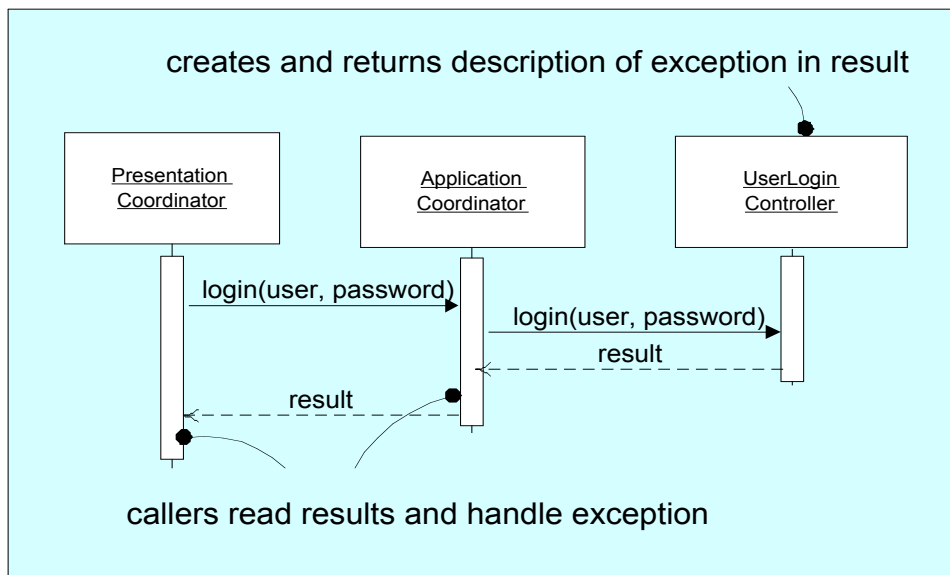 creates and returns description of exception in result
Presentation
Coordinator
Application
Coordinator
UserLogin
Controller
login(user, password)
login(user, password)
result
result
callers read results and handle exception